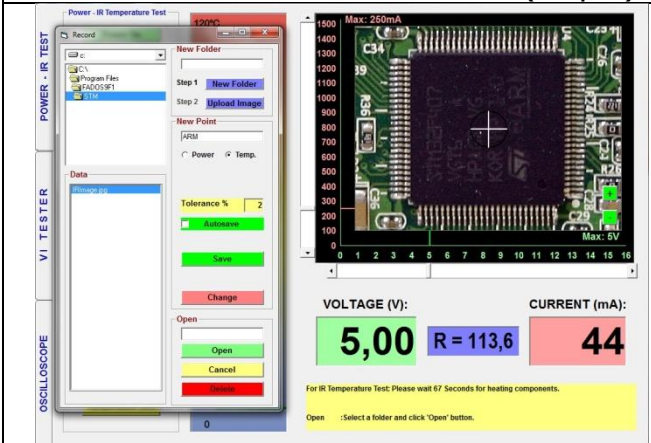 Power - IR Temperature Test
120°C
Record
c:
C:\
Program Files
FADOS9F1
STM
New Folder
Step 1 New Folder
Step 2 Upload Image
New Point
ARM
Power Temp.
Data
IRImage.jpg
Tolerance % 2
Autosave
Save
Change
Open
Open
Cancel
Delete
0
POWER - IR TEST
VI TESTER
OSCILLOSCOPE
Max: 250mA
1500
1400
1300
1200
1100
1000
900
800
700
600
500
400
300
200
100
0
0 1 2 3 4 5 6 7 8 9 10 11 12 13 14 15 16
C34
R36
C36
ARM
ST
+
-
Max: 5V
VOLTAGE (V):
5,00
R = 113,6
CURRENT (mA):
44
For IR Temperature Test: Please wait 67 Seconds for heating components.
Open :Select a folder and click 'Open' button.